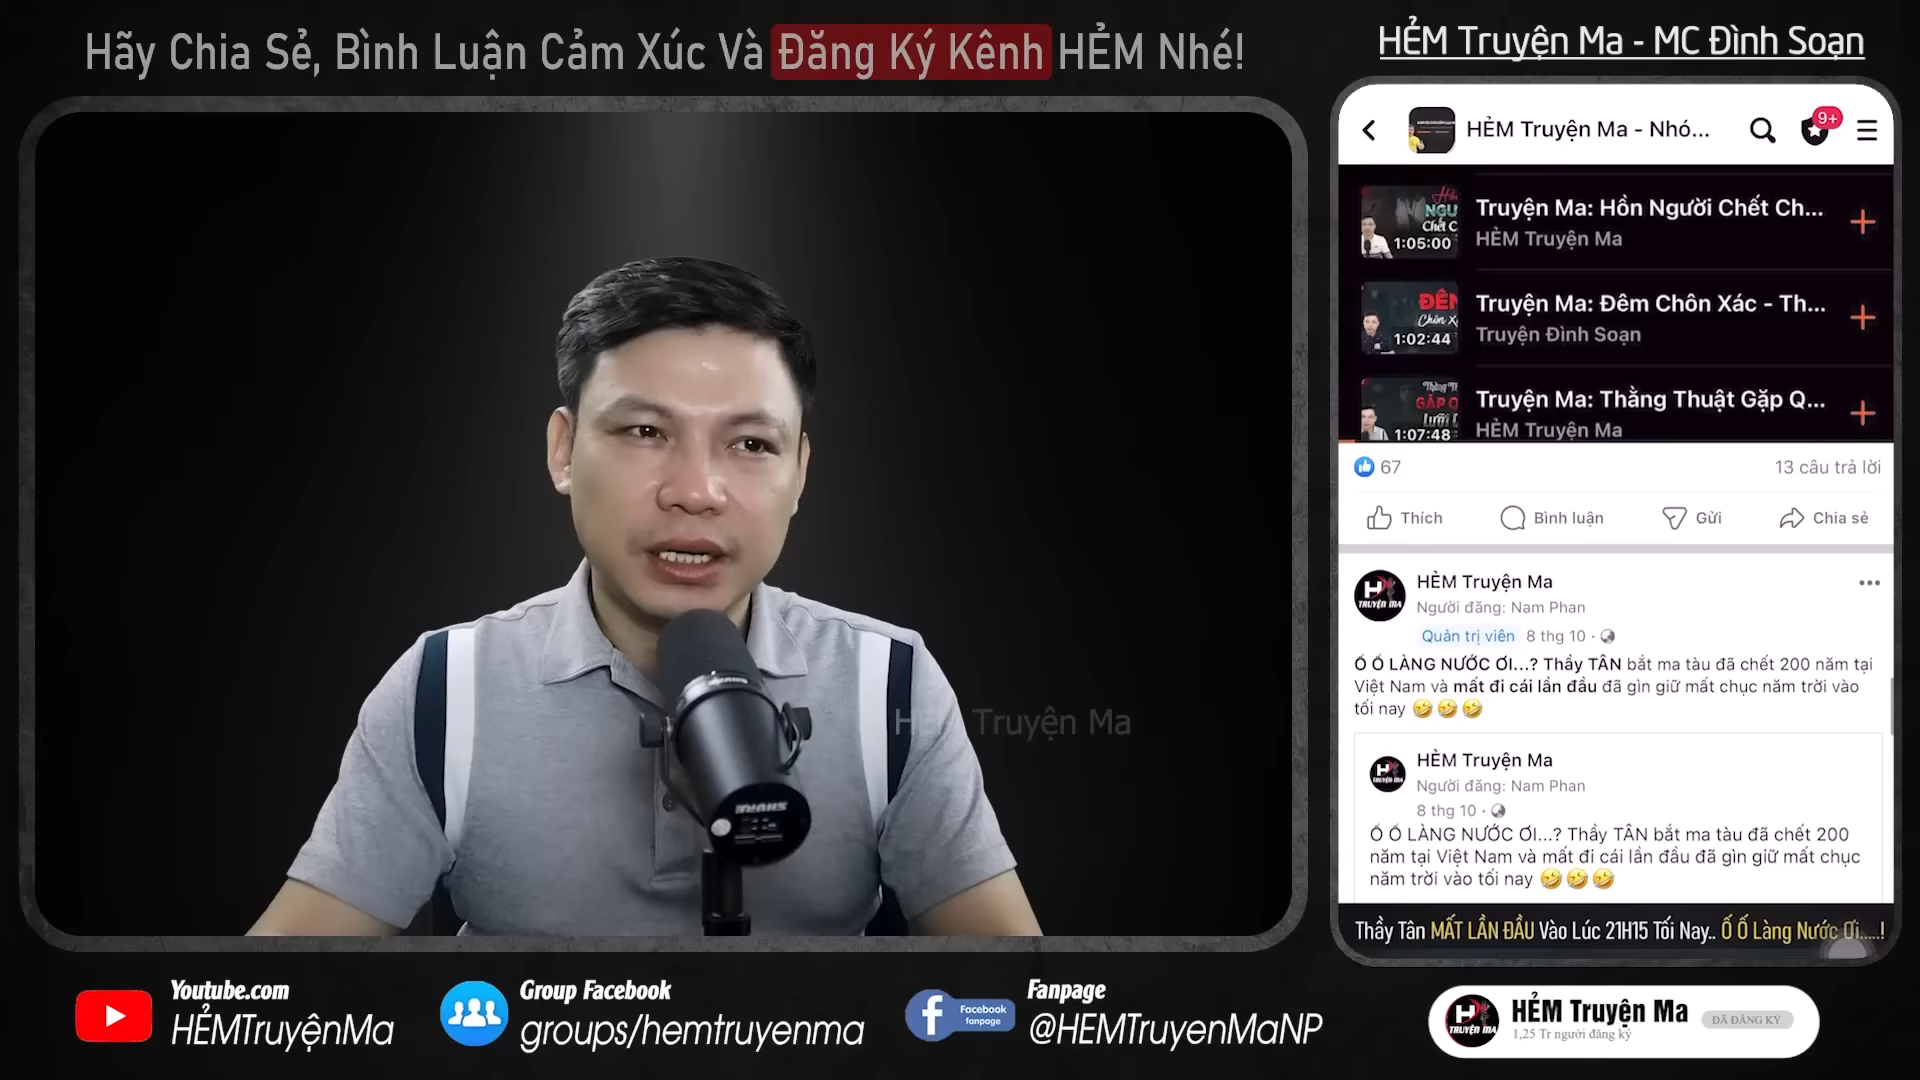 Hãy Chia Sẻ, Bình Luận Cảm Xúc Và Đăng Ký Kênh HẺM Nhé!
HẺM Truyện Ma - MC Đình Soạn
HẺM Truyện Ma - Nhó...
9+
Truyện Ma: Hồn Người Chết Ch...
HẺM Truyện Ma
1:05:00
Truyện Ma: Đêm Chôn Xác - Th...
Truyện Đình Soạn
1:02:44
Truyện Ma: Thằng Thuật Gặp Q...
HẺM Truyện Ma
1:07:48
67
13 câu trả lời
Thích
Bình luận
Gửi
Chia sẻ
HẺM Truyện Ma
Người đăng: Nam Phan
Quản trị viên 8 thg 10 ·
Ố Ố LÀNG NƯỚC ƠI...? Thầy TÂN bắt ma tàu đã chết 200 năm tại
Việt Nam và mất đi cái lần đầu đã gìn giữ mất chục năm trời vào
tối nay 🤣🤣🤣
HẺM Truyện Ma
Người đăng: Nam Phan
8 thg 10 ·
Ố Ố LÀNG NƯỚC ƠI...? Thầy TÂN bắt ma tàu đã chết 200
năm tại Việt Nam và mất đi cái lần đầu đã gìn giữ mất chục
năm trời vào tối nay 🤣🤣🤣
Thầy Tân MẤT LẦN ĐẦU Vào Lúc 21H15 Tối Nay.. Ố Ố Làng Nước Ơi.....!
HẺM Truyện Ma
SHURE
Youtube.com
HẺMTruyệnMa
Group Facebook
groups/hemtruyenma
Facebook
fanpage
Fanpage
@HEMTruyenMaNP
H
TRUYỆN MA
HẺM Truyện Ma
1,25 Tr người đăng ký
ĐÃ ĐĂNG KÝ